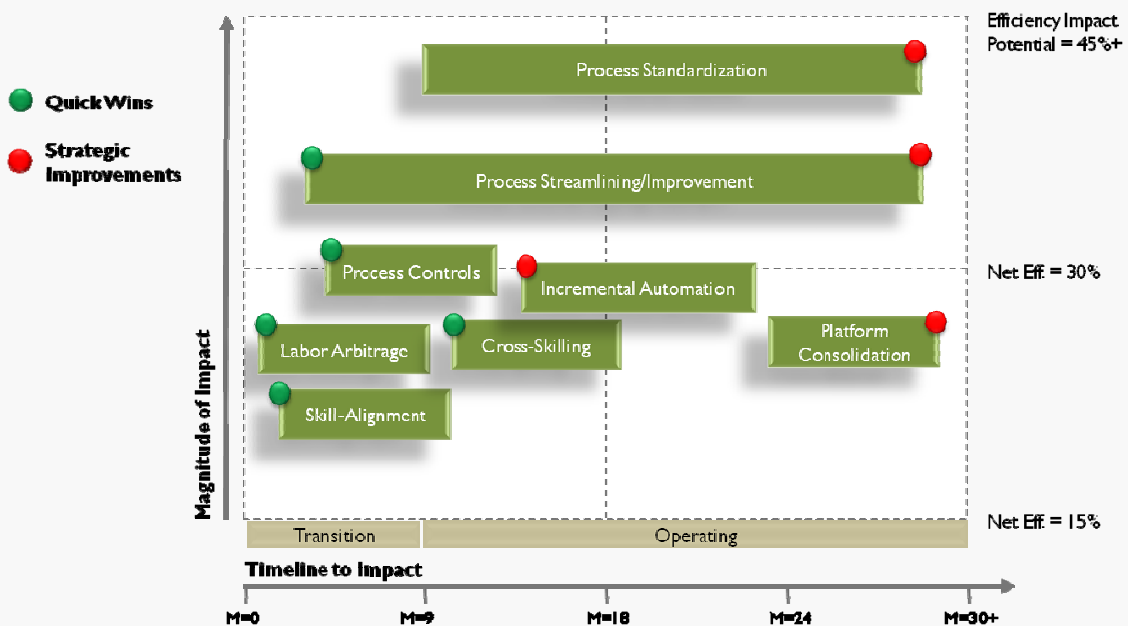 Efficiency Impact
Potential = 45%+
Quick Wins
Strategic
Improvements
Process Standardization
Process Streamlining/Improvement
Process Controls
Net Eff. = 30%
Incremental Automation
Labor Arbitrage
Cross-Skilling
Platform
Consolidation
Skill-Alignment
Magnitude of Impact
Net Eff. = 15%
Transition
Operating
Timeline to Impact
M=0
M=9
M=18
M=24
M=30+